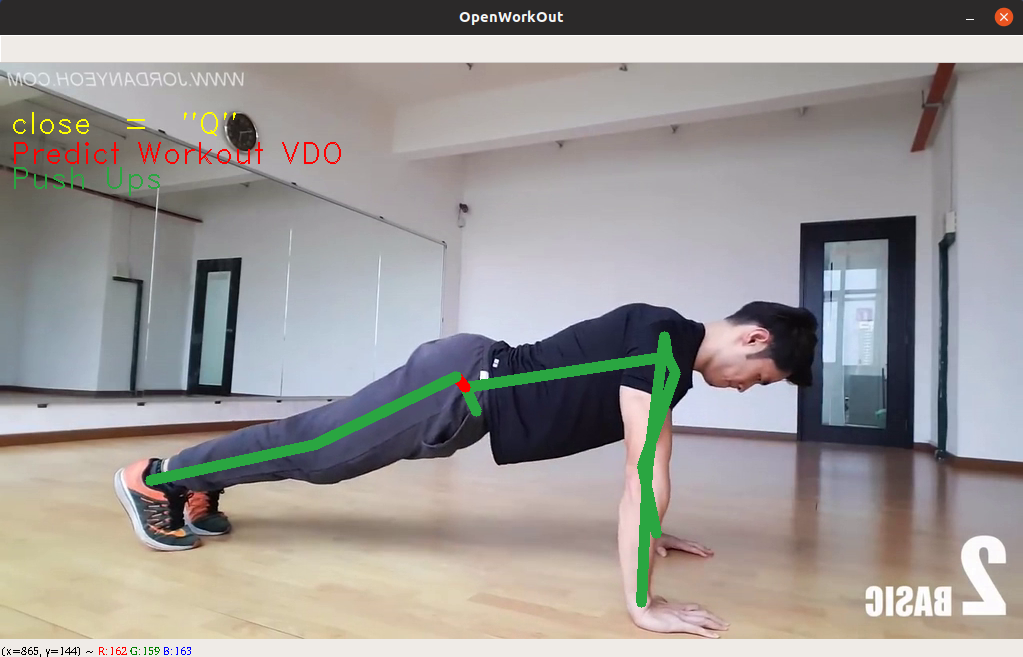 OpenWorkOut
WWW.JORDANYEOH.COM
close = "Q"
Predict Workout VDO
Push Ups
2 BASIC
(x=865, y=144) ~ R:162 G:159 B:163